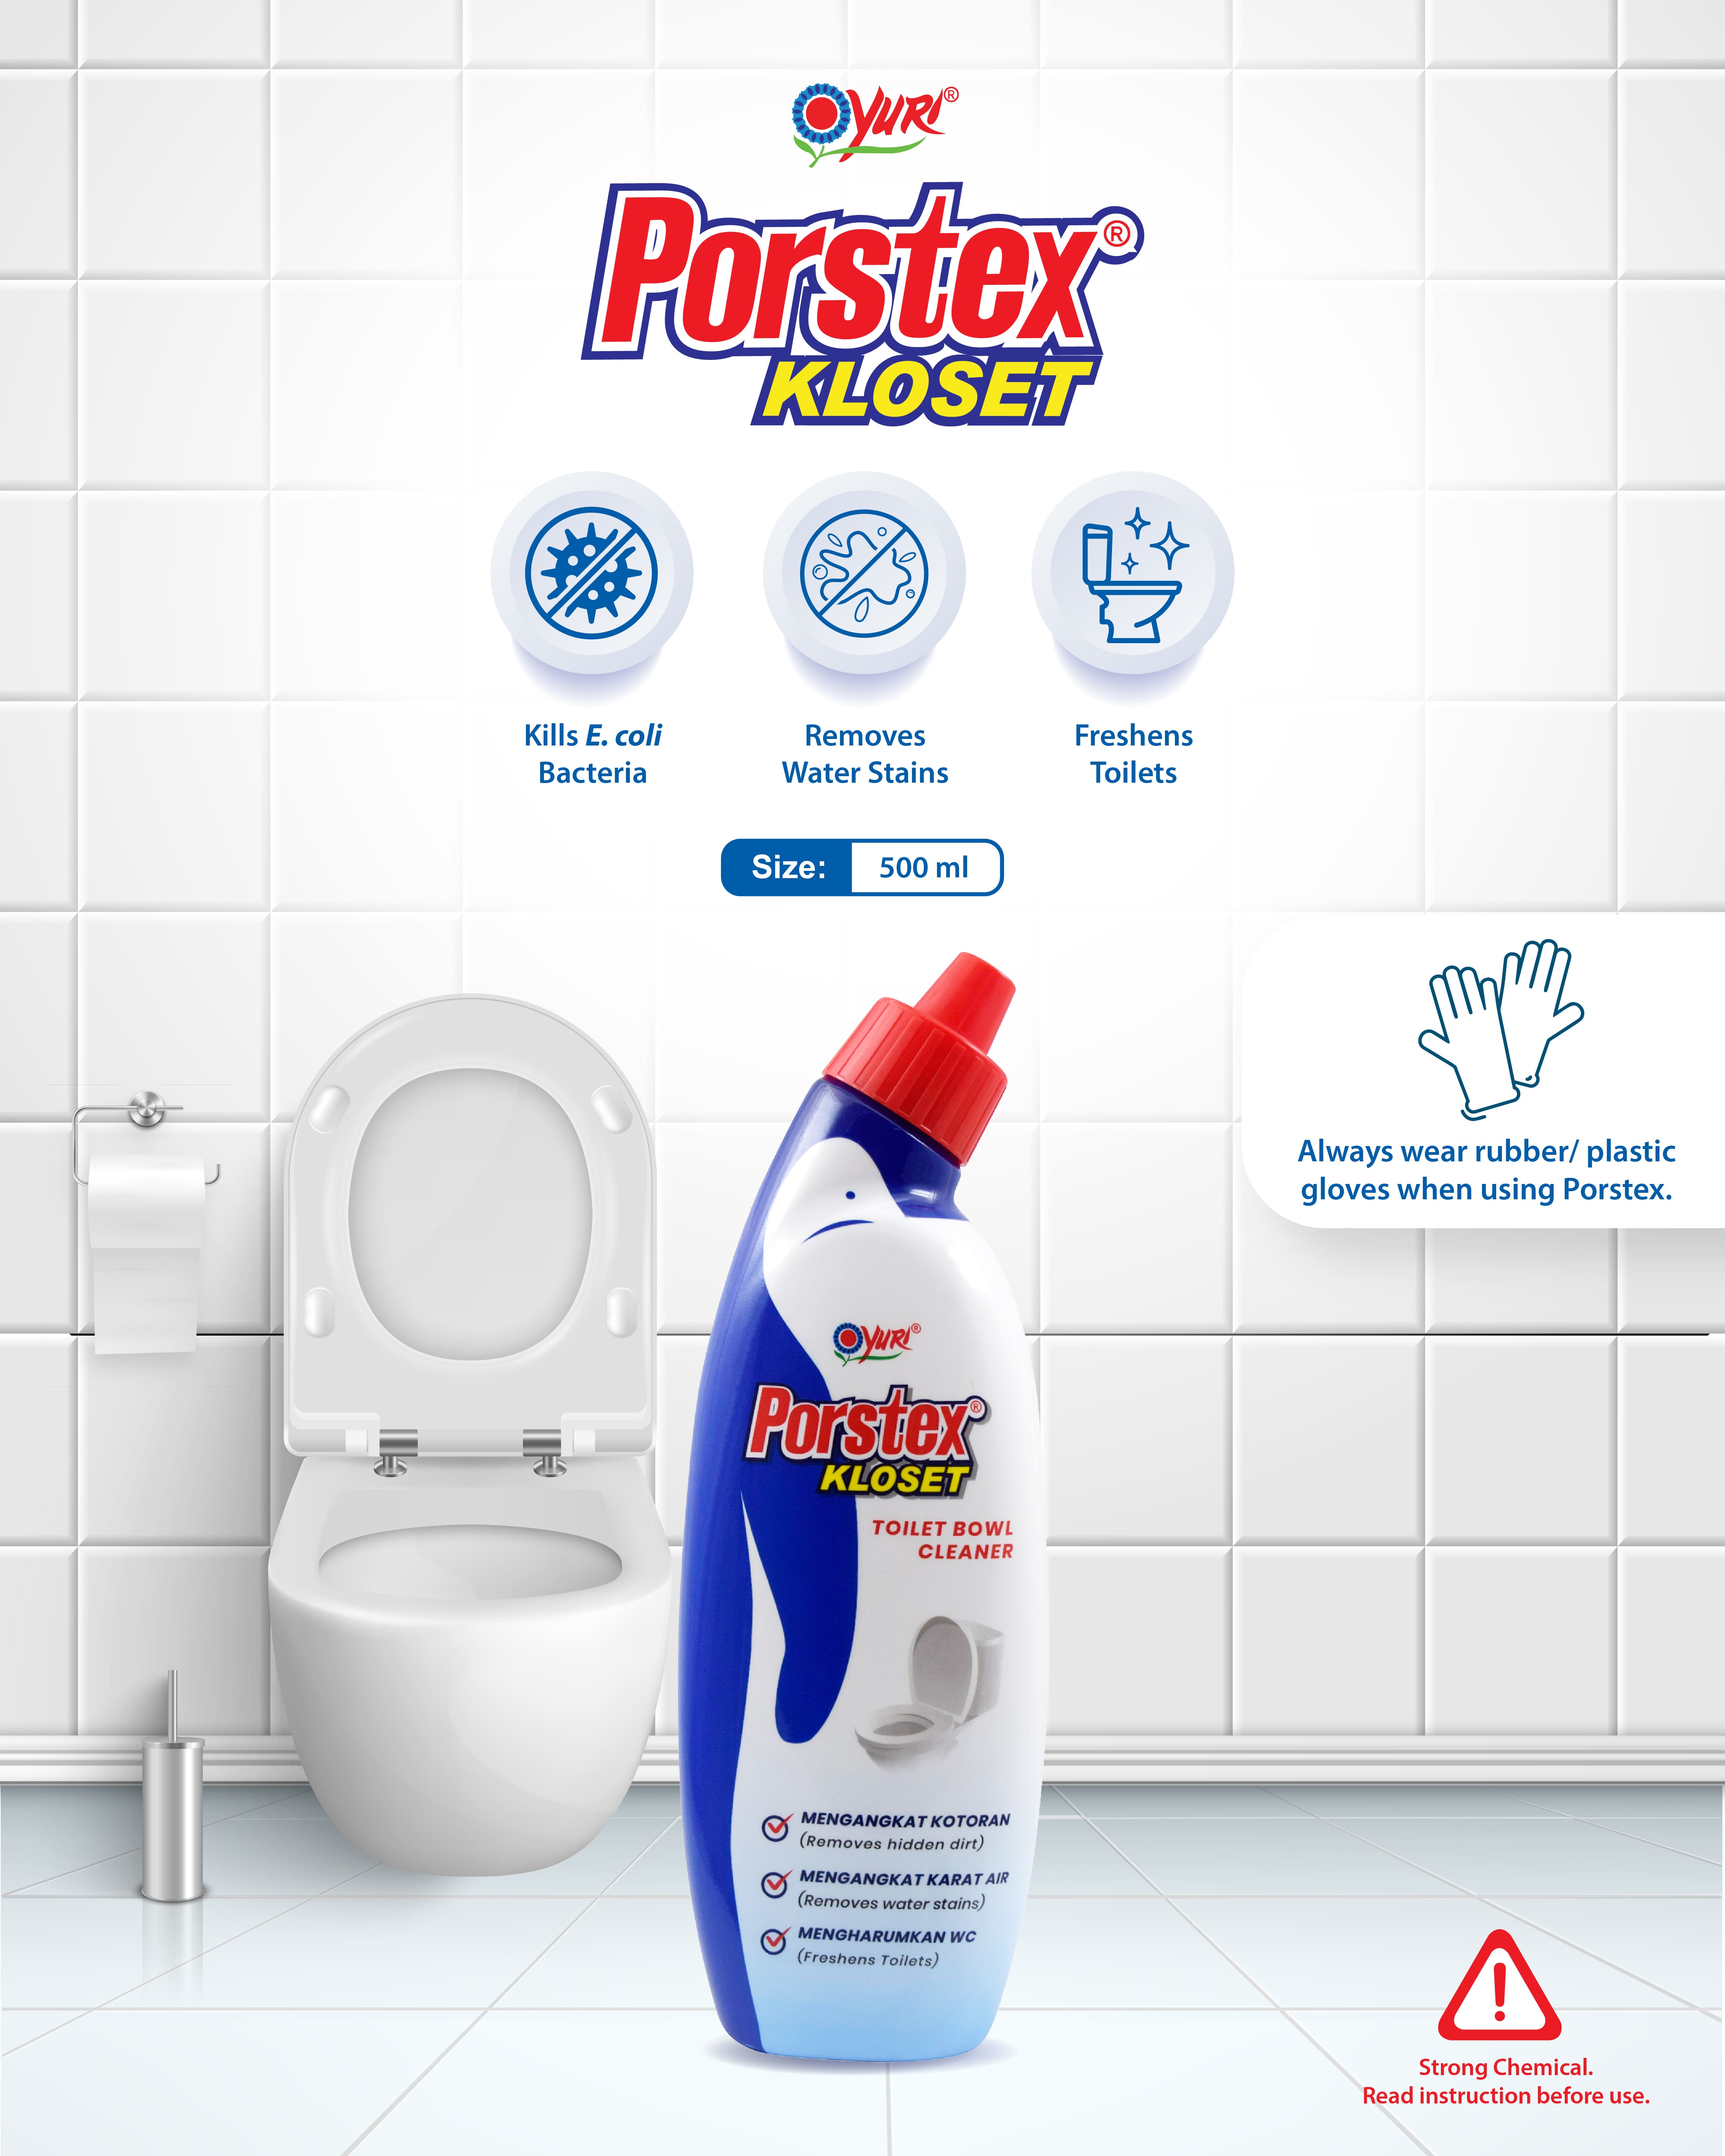 YURI®
Porstex®
KLOSET
Kills E. coli
Bacteria
Removes
Water Stains
Freshens
Toilets
Size: 500 ml
Always wear rubber/ plastic
gloves when using Porstex.
YURI®
Porstex®
KLOSET
TOILET BOWL
CLEANER
MENGANGKAT KOTORAN
(Removes hidden dirt)
MENGANGKAT KARAT AIR
(Removes water stains)
MENGHARUMKAN WC
(Freshens Toilets)
Strong Chemical.
Read instruction before use.